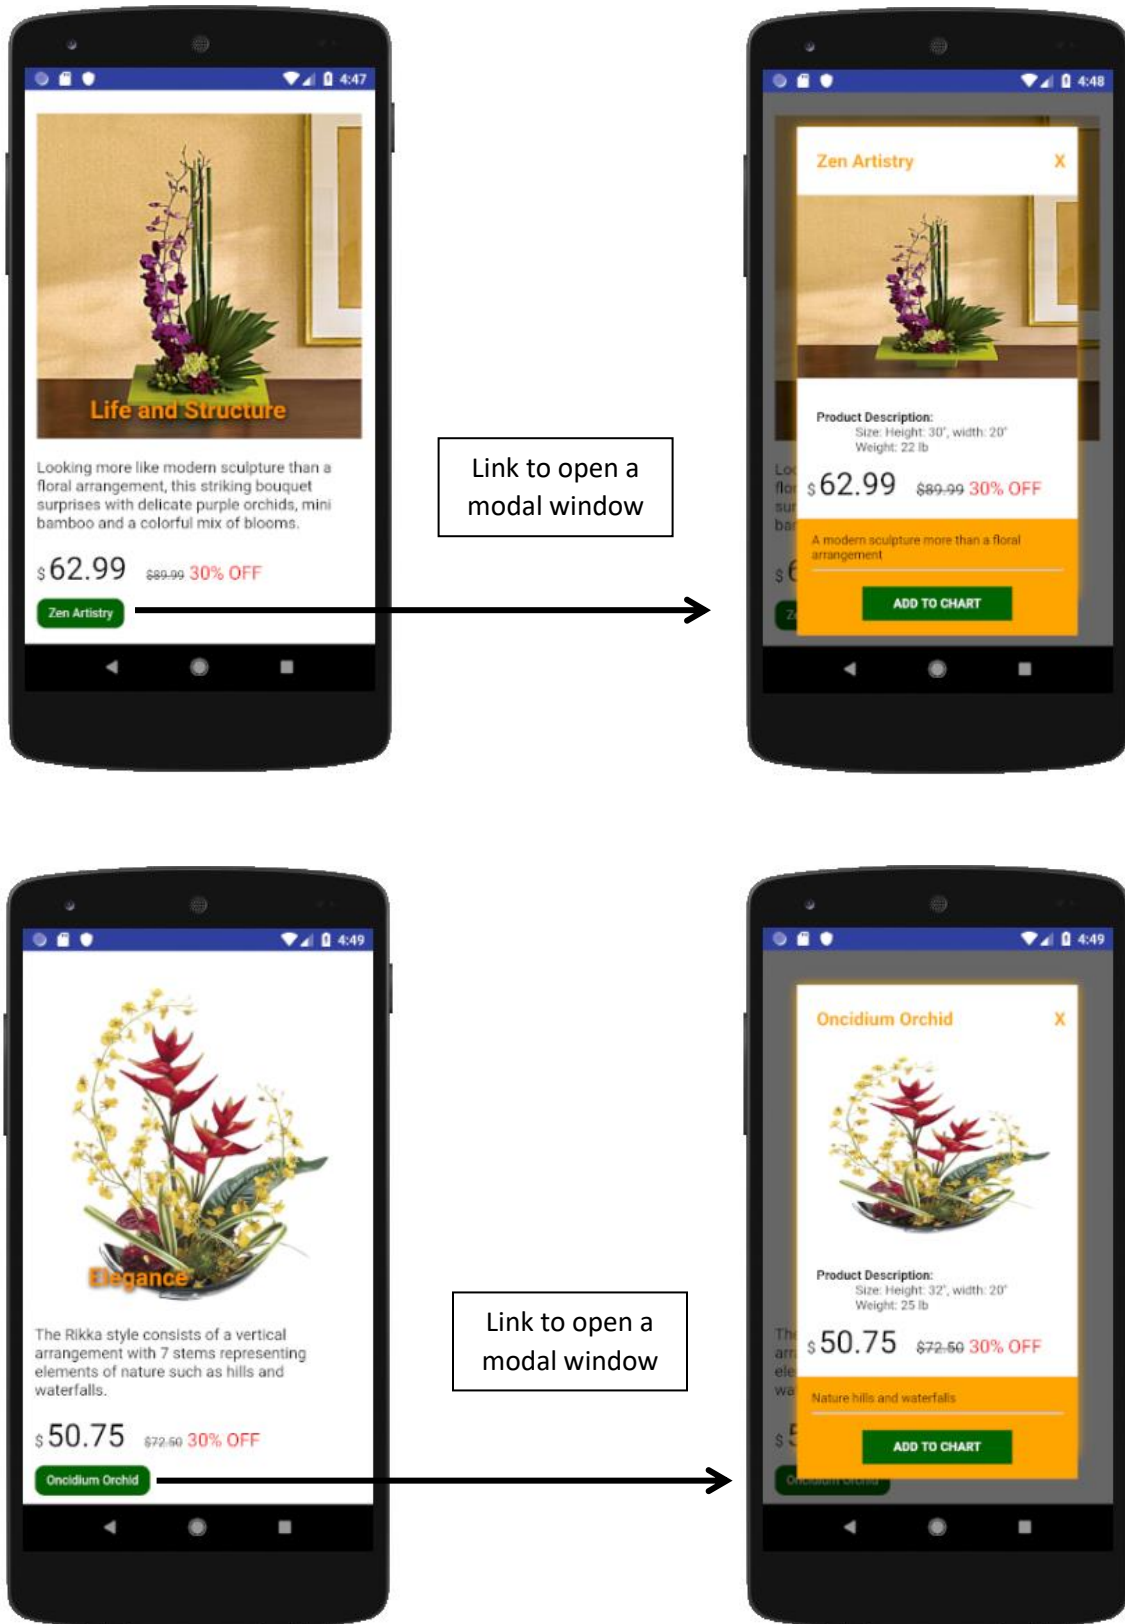 4:47
Life and Structure
Looking more like modern sculpture than a
floral arrangement, this striking bouquet
surprises with delicate purple orchids, mini
bamboo and a colorful mix of blooms.
$ 62.99 $89.99 30% OFF
Zen Artistry
Link to open a
modal window
4:48
Zen Artistry X
Product Description:
Size: Height: 30", width: 20"
Weight: 22 lb
$ 62.99 $89.99 30% OFF
A modern sculpture more than a floral
arrangement
ADD TO CHART
4:49
Elegance
The Rikka style consists of a vertical
arrangement with 7 stems representing
elements of nature such as hills and
waterfalls.
$ 50.75 $72.50 30% OFF
Oncidium Orchid
Link to open a
modal window
4:49
Oncidium Orchid X
Product Description:
Size: Height: 32", width: 20"
Weight: 25 lb
$ 50.75 $72.50 30% OFF
Nature hills and waterfalls
ADD TO CHART